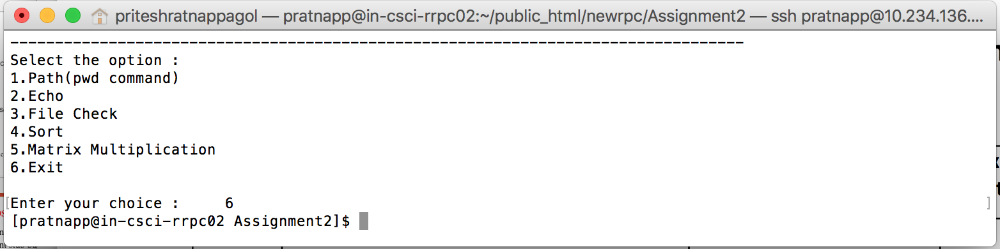 priteshratnappagol — pratnapp@in-csci-rrpc02:~/public_html/newrpc/Assignment2 — ssh pratnapp@10.234.136....
--------------------------------------------------------------------------------
Select the option :
1.Path(pwd command)
2.Echo
3.File Check
4.Sort
5.Matrix Multiplication
6.Exit
[Enter your choice :     6 ]
[pratnapp@in-csci-rrpc02 Assignment2]$